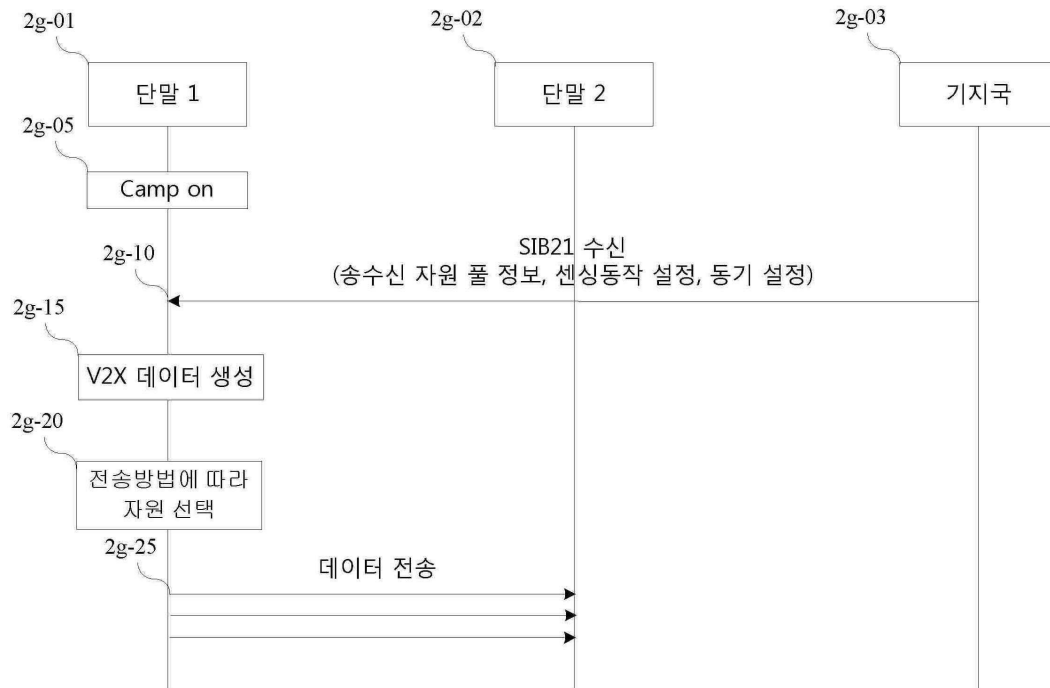 2g-01
2g-02
2g-03
단말 1
단말 2
기지국
2g-05
Camp on
2g-10
SIB21 수신
(송수신 자원 풀 정보, 센싱동작 설정, 동기 설정)
2g-15
V2X 데이터 생성
2g-20
전송방법에 따라
자원 선택
2g-25
데이터 전송